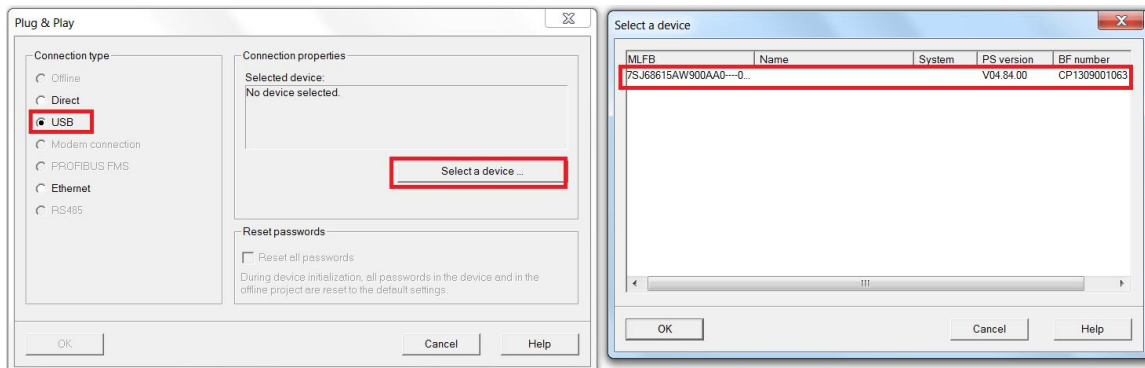 Plug & Play
Connection type
Offline
Direct
USB
Modem connection
PROFIBUS FMS
Ethernet
RS485
Connection properties
Selected device:
No device selected.
Select a device ...
Reset passwords
Reset all passwords
During device initialization, all passwords in the device and in the
offline project are reset to the default settings.
OK
Cancel
Help
Select a device
MLFB Name System PS version BF number
7SJ68615AW900AA0----0... V04.84.00 CP1309001063
OK
Cancel
Help